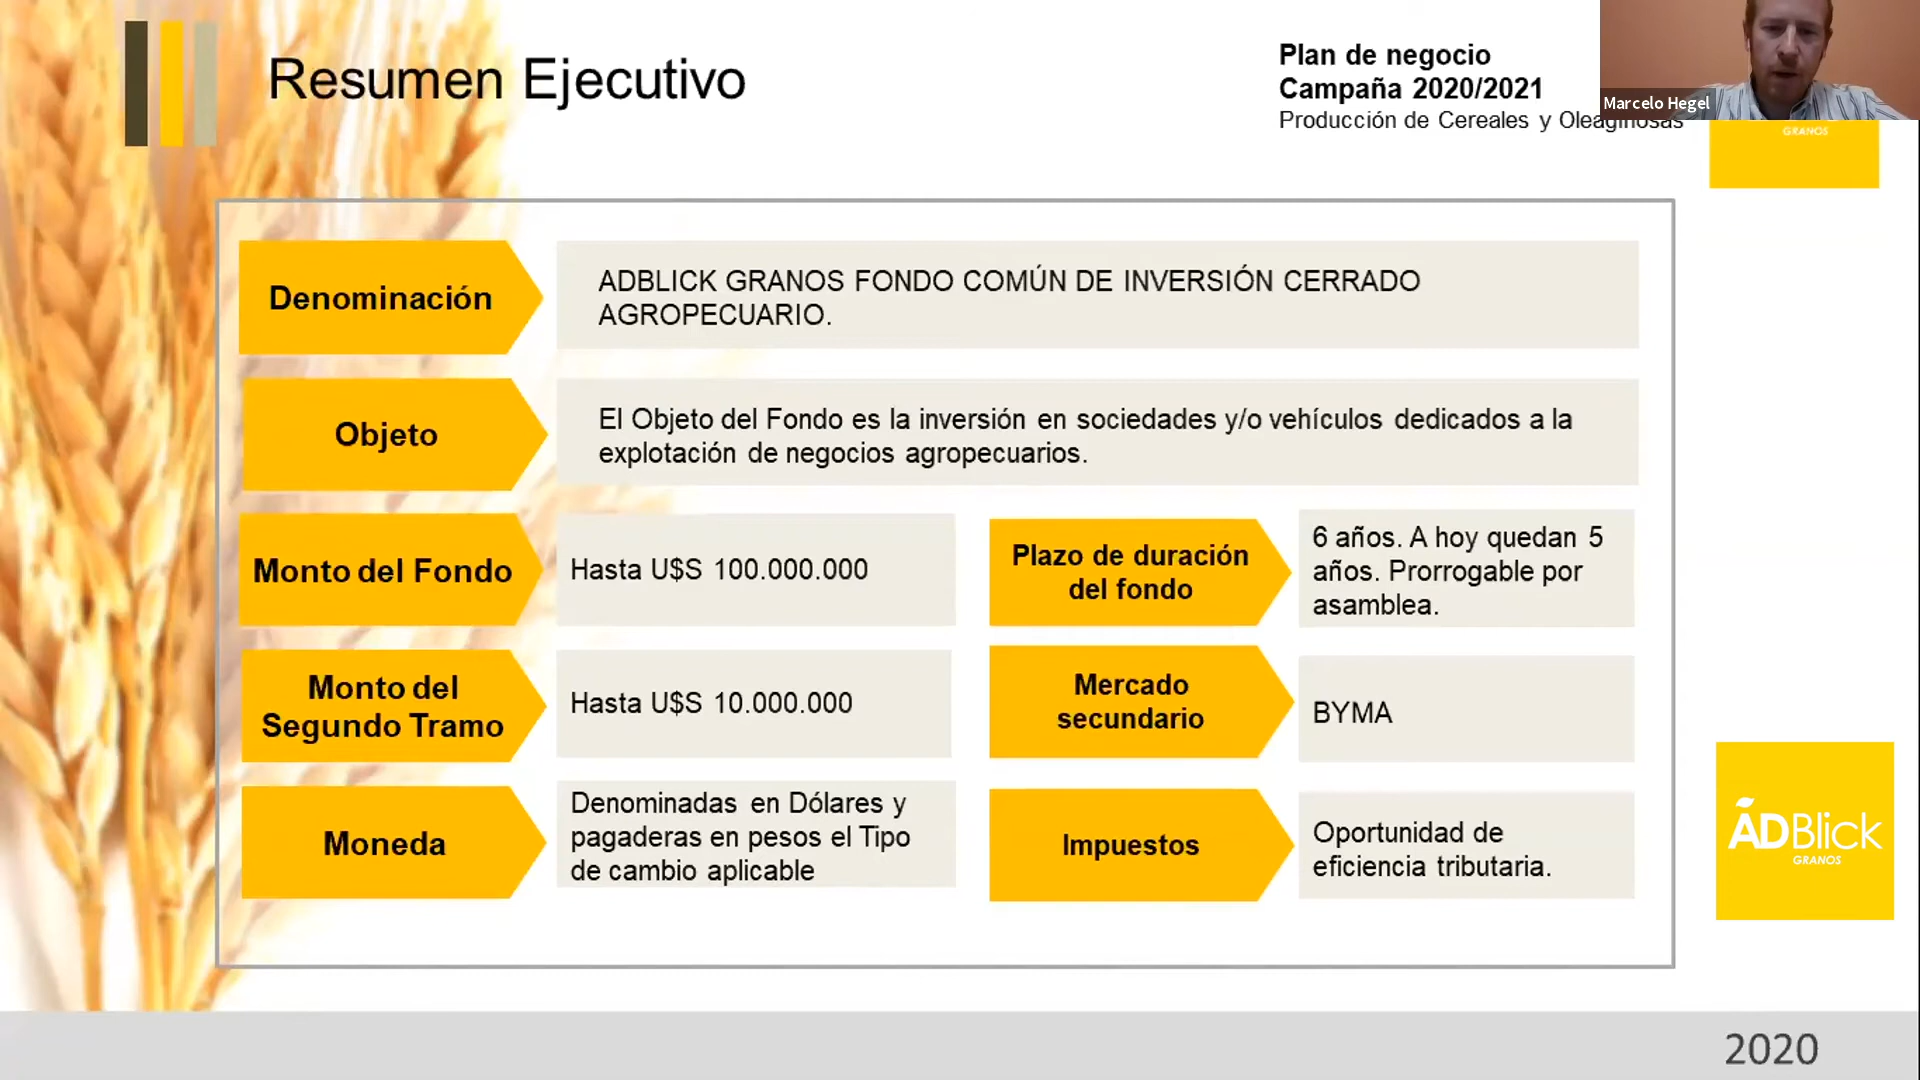 Resumen Ejecutivo
Plan de negocio
Campaña 2020/2021
Producción de Cereales y Oleaginosas
Marcelo Hegel
GRANOS
Denominación
ADBLICK GRANOS FONDO COMÚN DE INVERSIÓN CERRADO
AGROPECUARIO.
Objeto
El Objeto del Fondo es la inversión en sociedades y/o vehículos dedicados a la
explotación de negocios agropecuarios.
Monto del Fondo
Hasta U$S 100.000.000
Plazo de duración
del fondo
6 años. A hoy quedan 5
años. Prorrogable por
asamblea.
Monto del
Segundo Tramo
Hasta U$S 10.000.000
Mercado
secundario
BYMA
Moneda
Denominadas en Dólares y
pagaderas en pesos el Tipo
de cambio aplicable
Impuestos
Oportunidad de
eficiencia tributaria.
ADBlick
GRANOS
2020